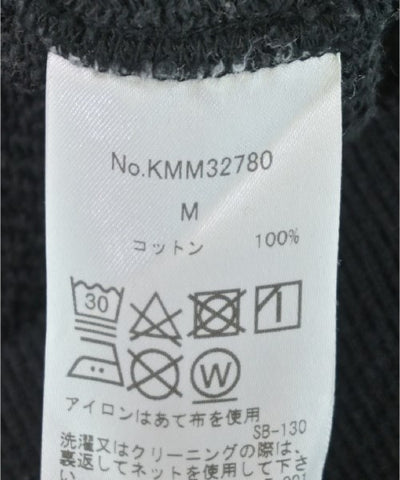 No.KMM32780
M
コットン 100%
30
W
アイロンはあて布を使用
SB-130
洗濯又はクリーニングの際は、
裏返してネットを使用して下さ
い